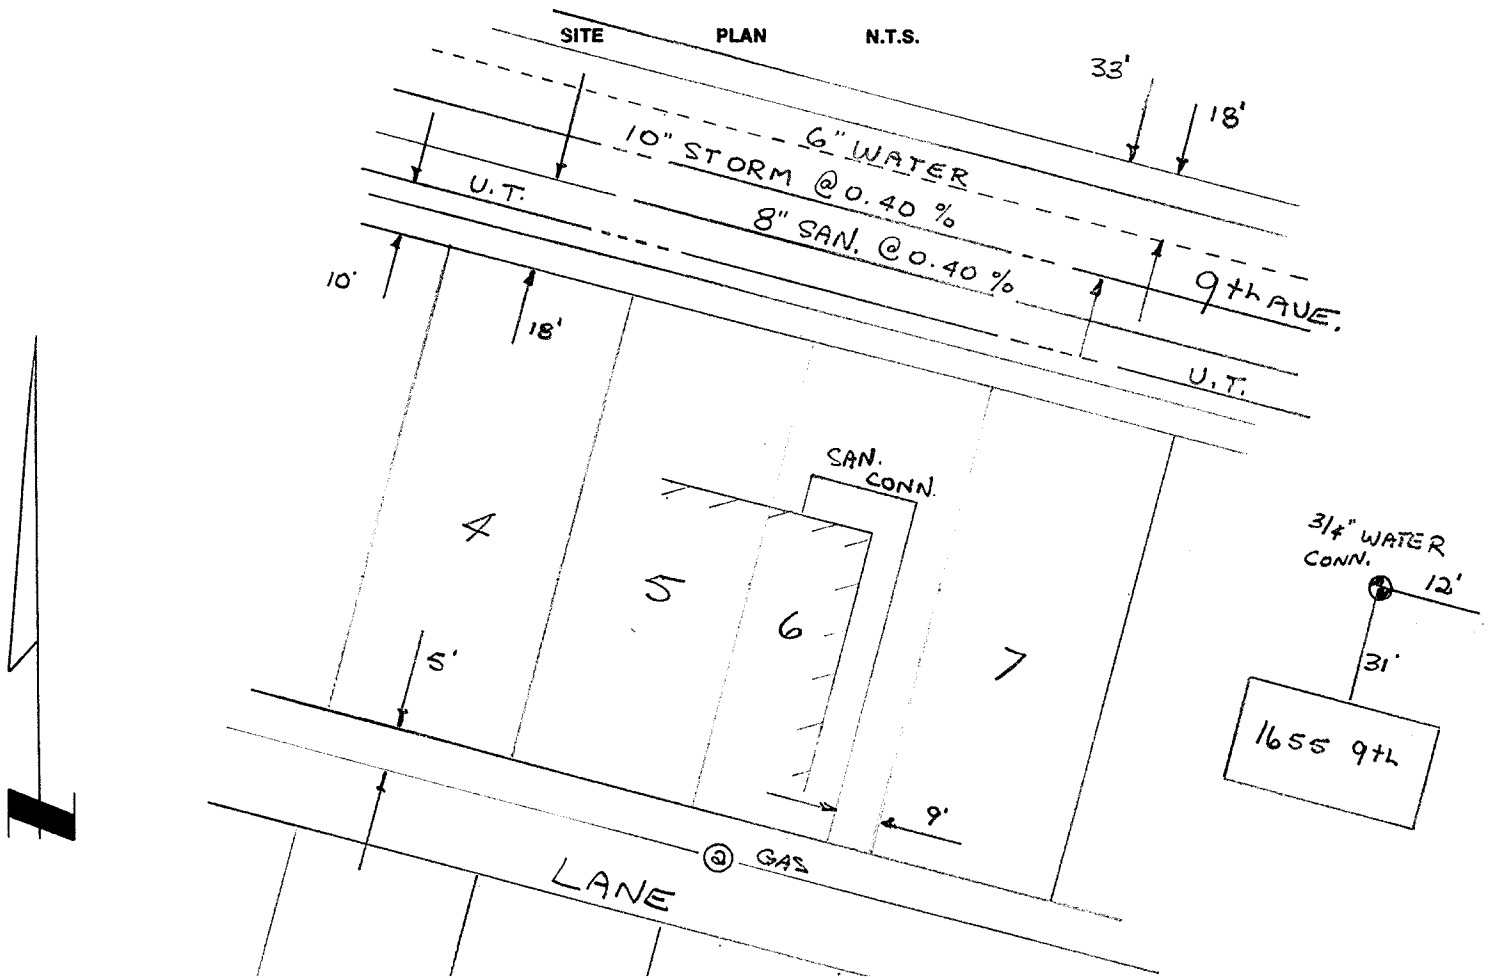 SITE PLAN N.T.S.
33'
18'
6" WATER
10" STORM @ 0.40 %
U.T.
8" SAN. @ 0.40 %
9th AVE.
10'
18'
U.T.
SAN.
CONN.
4
5
6
7
3/4" WATER
CONN.
12'
31'
1655 9th
5'
9'
GAS
LANE